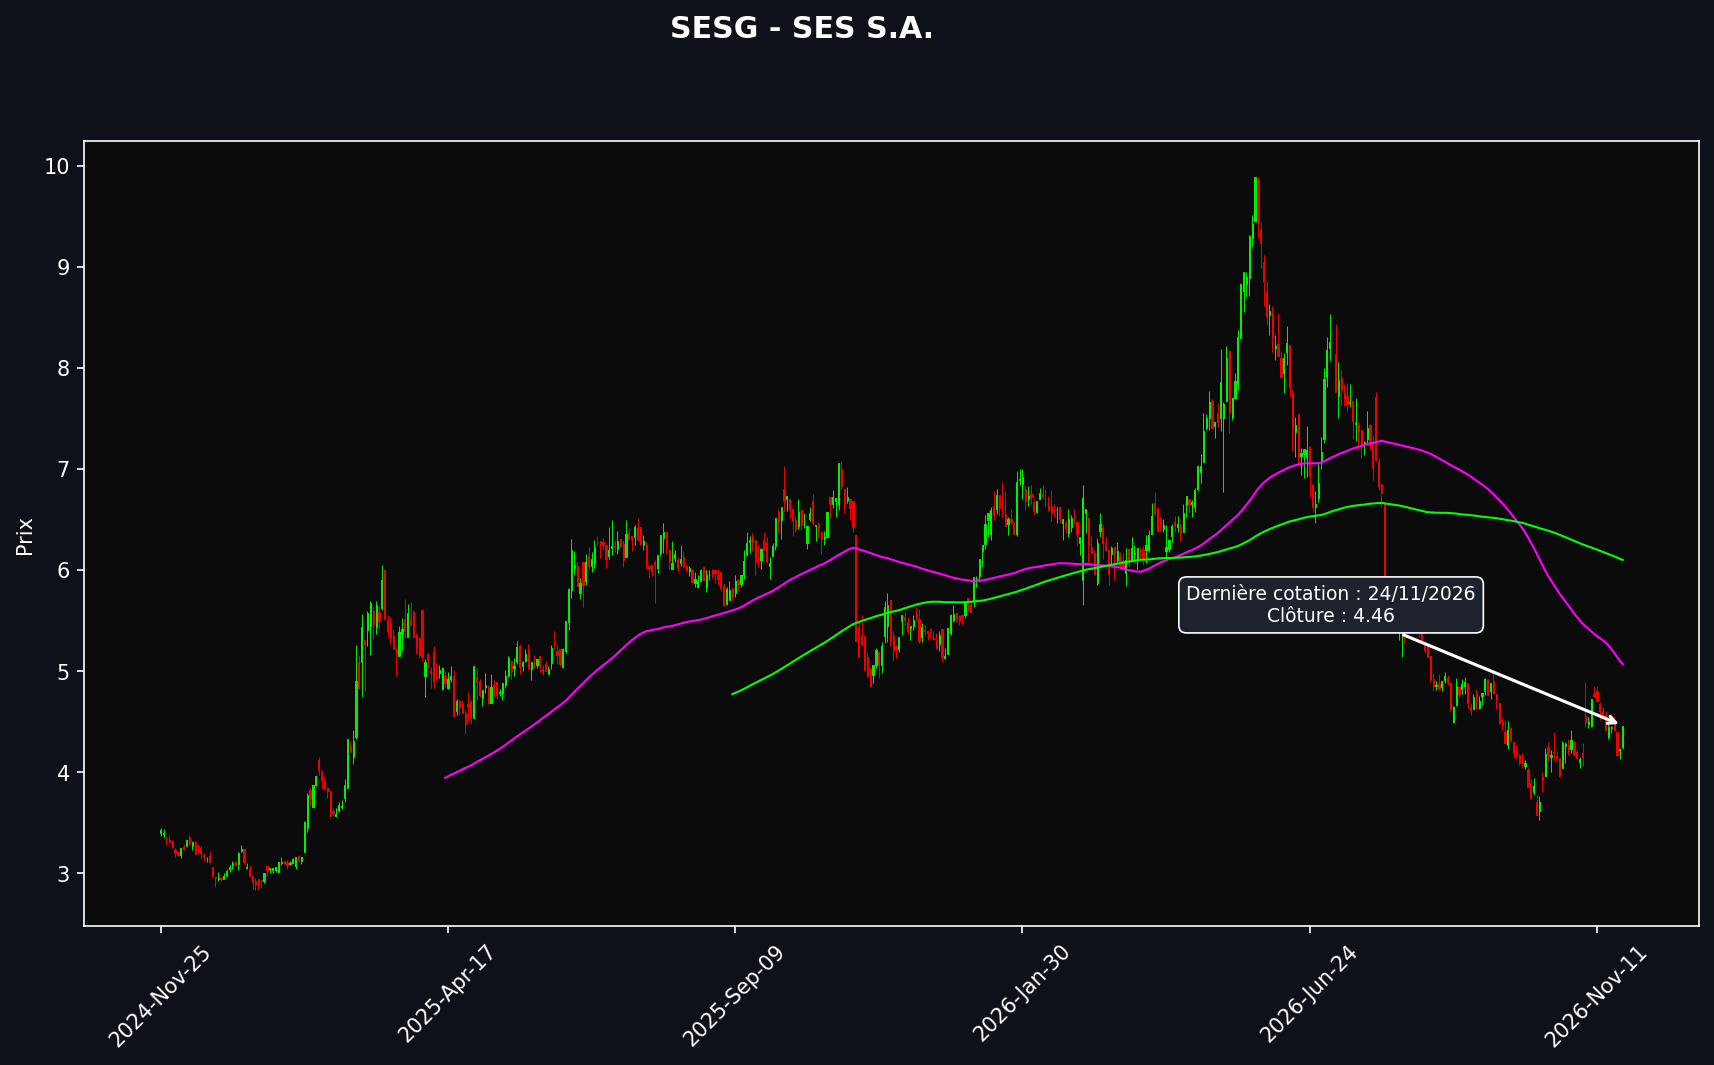 SESG - SES S.A.
Prix
10
9
8
7
6
5
4
3
Dernière cotation : 24/11/2026
Clôture : 4.46
2024-Nov-25
2025-Apr-17
2025-Sep-09
2026-Jan-30
2026-Jun-24
2026-Nov-11